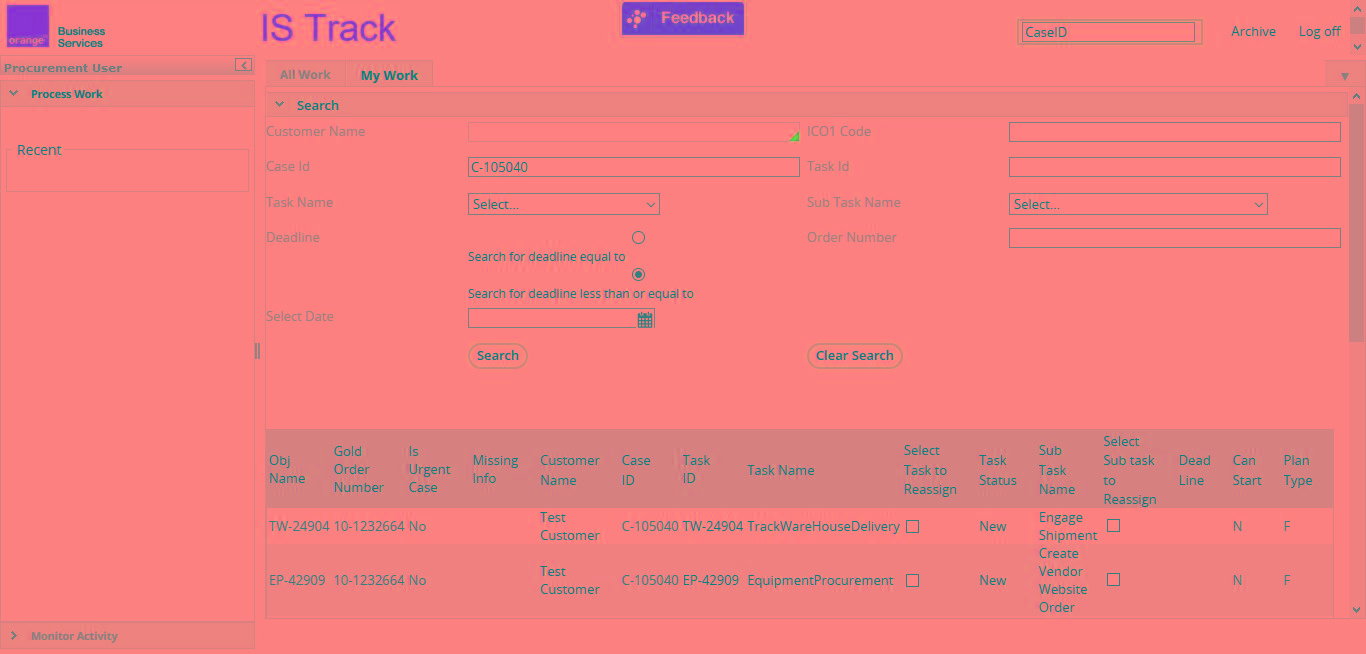 orange™
Business
Services
IS Track
Feedback
CaseID
Archive
Log off
Procurement User
Process Work
Recent
Monitor Activity
All Work
My Work
Search
Customer Name
ICO1 Code
Case Id
C-105040
Task Id
Task Name
Select...
Sub Task Name
Select...
Deadline
Order Number
Search for deadline equal to
Search for deadline less than or equal to
Select Date
Search
Clear Search
Obj Name
Gold Order Number
Is Urgent Case
Missing Info
Customer Name
Case ID
Task ID
Task Name
Select Task to Reassign
Task Status
Sub Task Name
Select Sub task to Reassign
Dead Line
Can Start
Plan Type
TW-24904 10-1232664 No Test Customer C-105040 TW-24904 TrackWareHouseDelivery New Engage Shipment N F
EP-42909 10-1232664 No Test Customer C-105040 EP-42909 EquipmentProcurement New Create Vendor Website Order N F